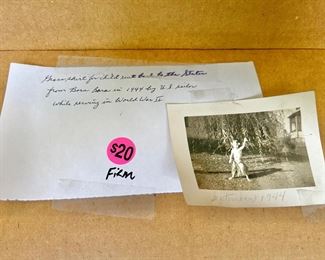 Grass skirt for child sent back to the States
from Bora Bora in 1944 by U S sailor
while serving in World War II
$20
Firm
October 1944